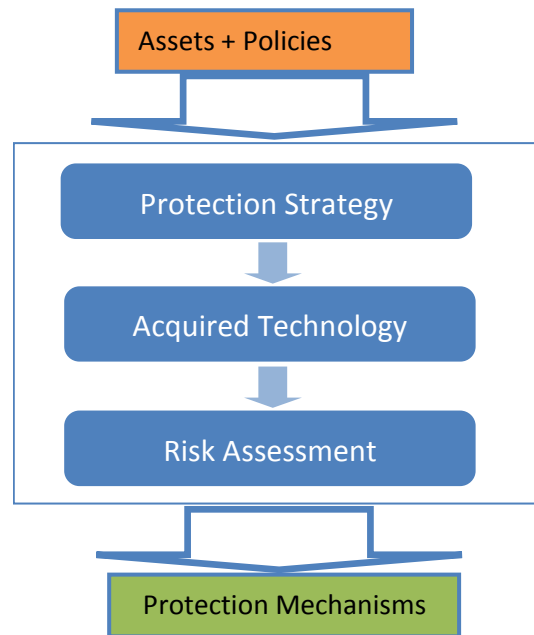 Assets + Policies
Protection Strategy
Acquired Technology
Risk Assessment
Protection Mechanisms